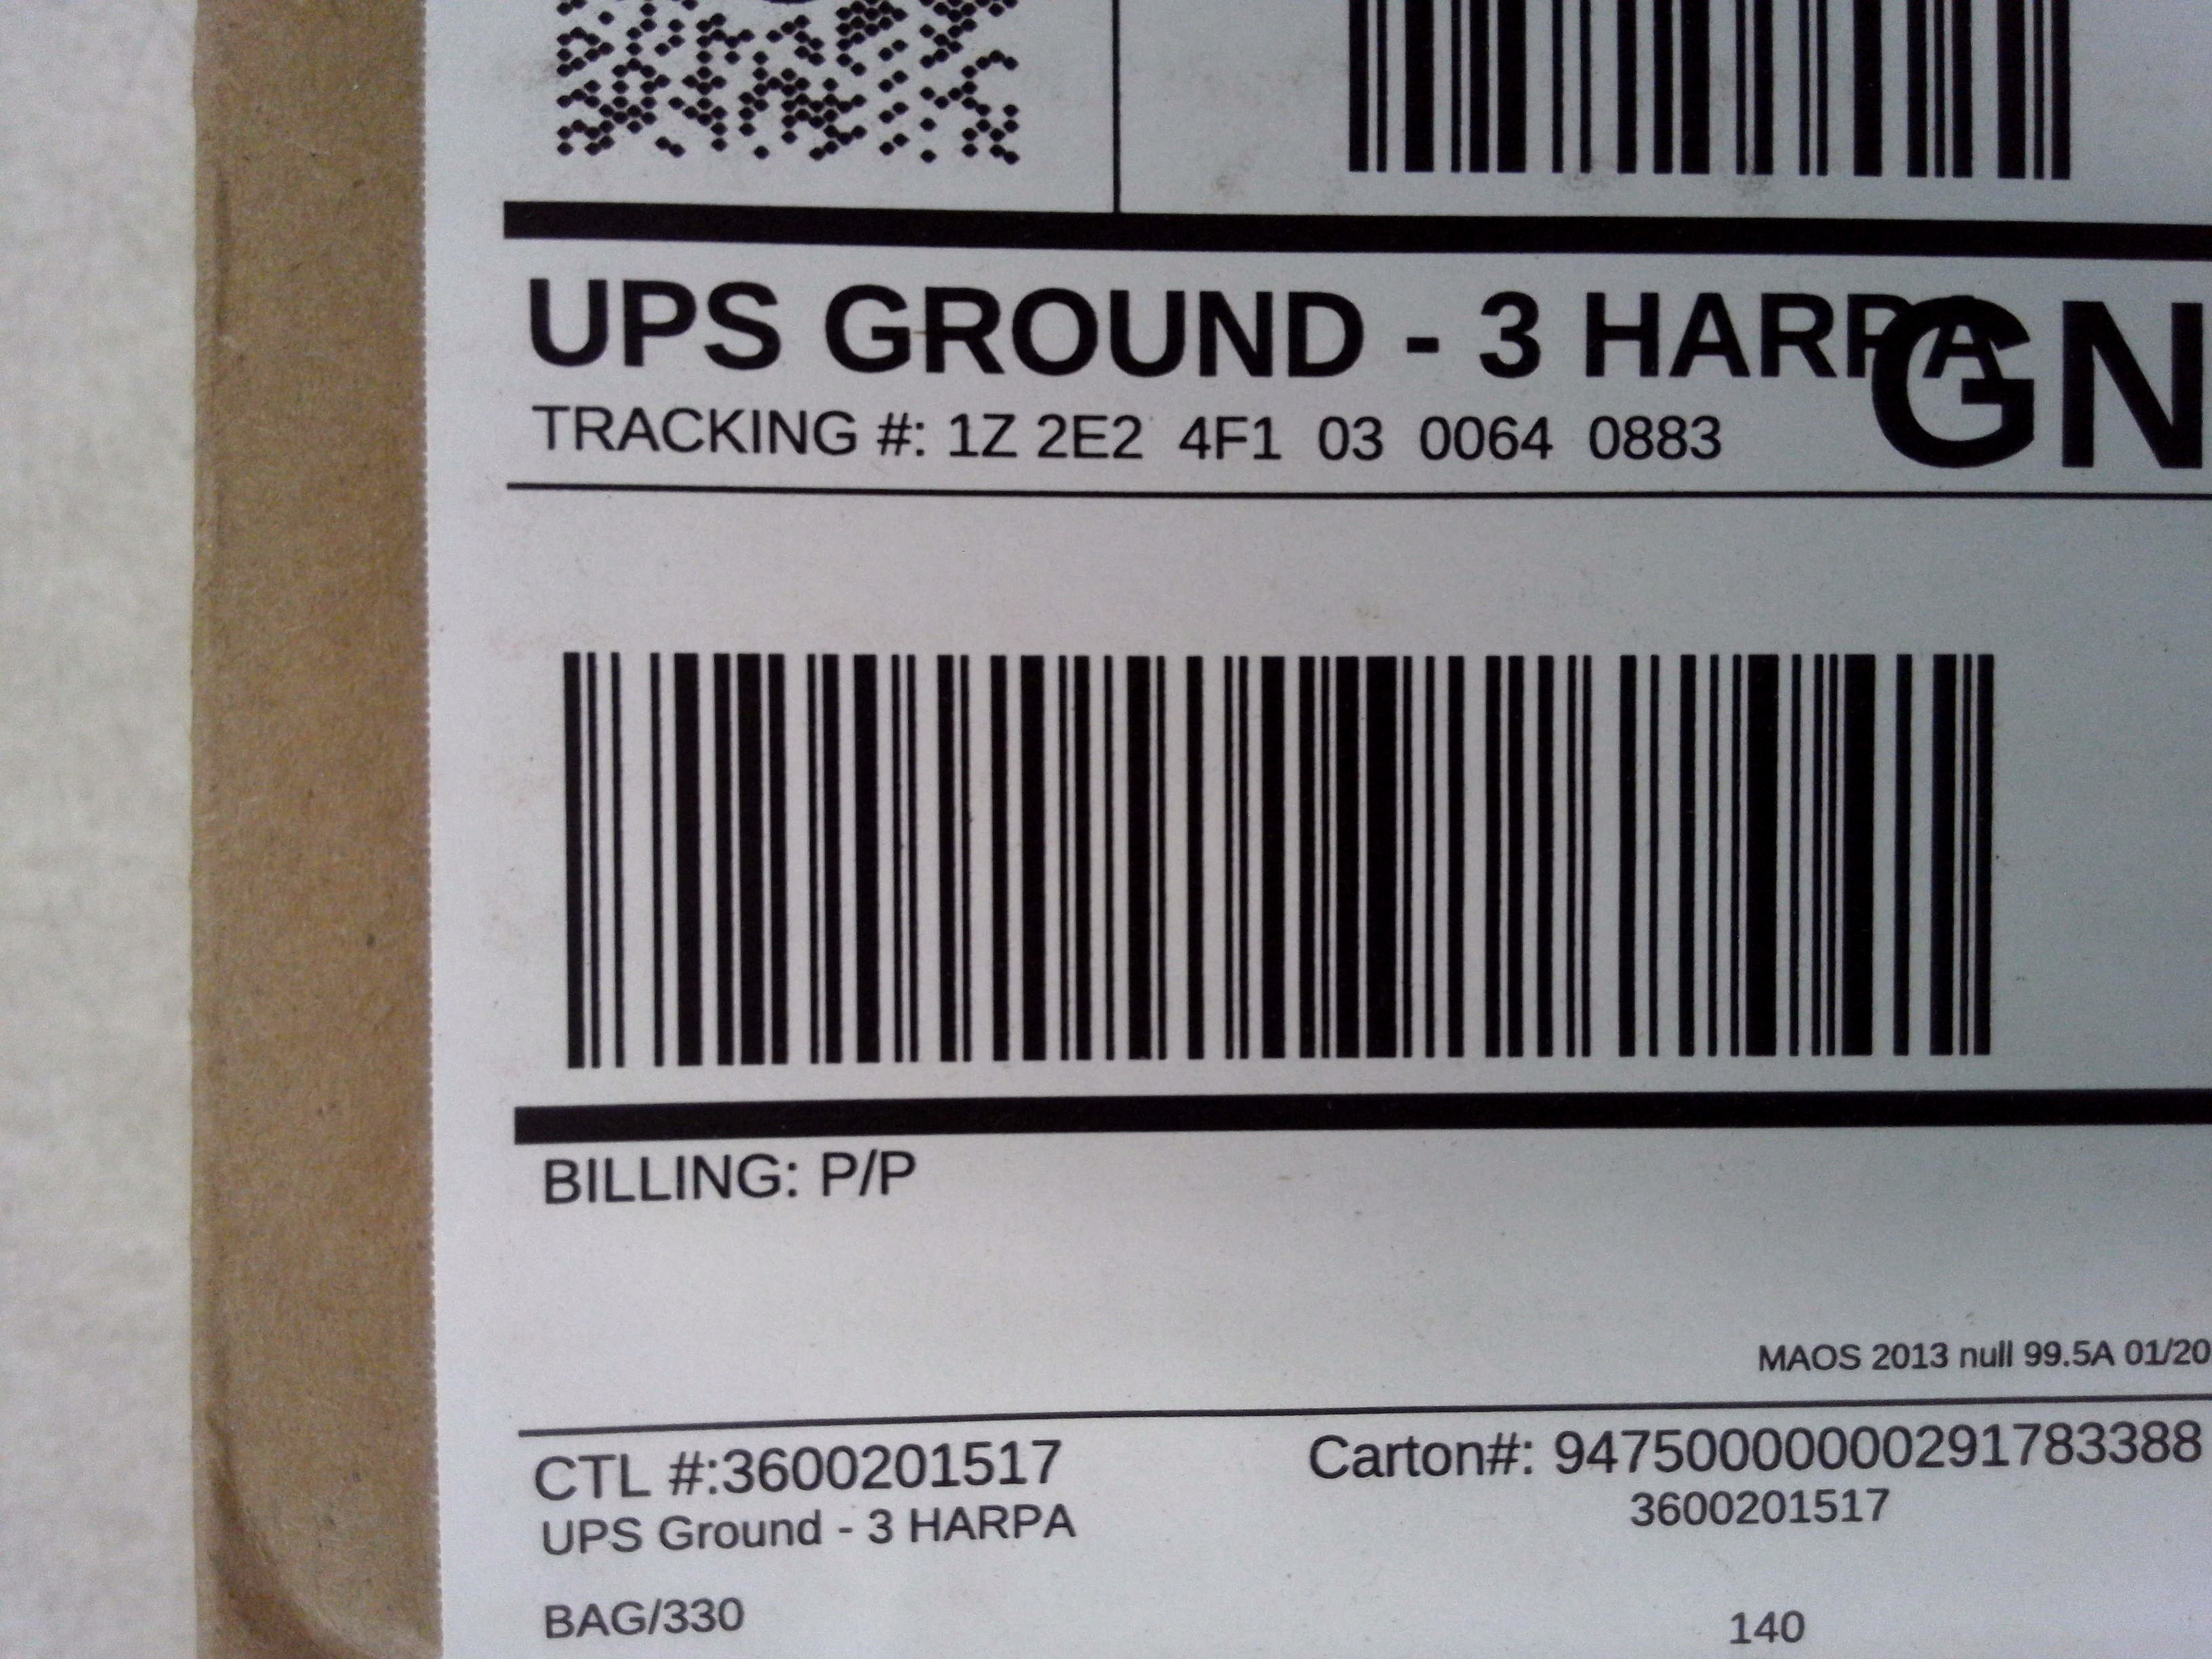 UPS GROUND - 3 HARPA
GN
TRACKING #: 1Z 2E2 4F1 03 0064 0883
BILLING: P/P
MAOS 2013 null 99.5A 01/20
CTL #:3600201517
Carton#: 94750000000291783388
UPS Ground - 3 HARPA
3600201517
BAG/330
140